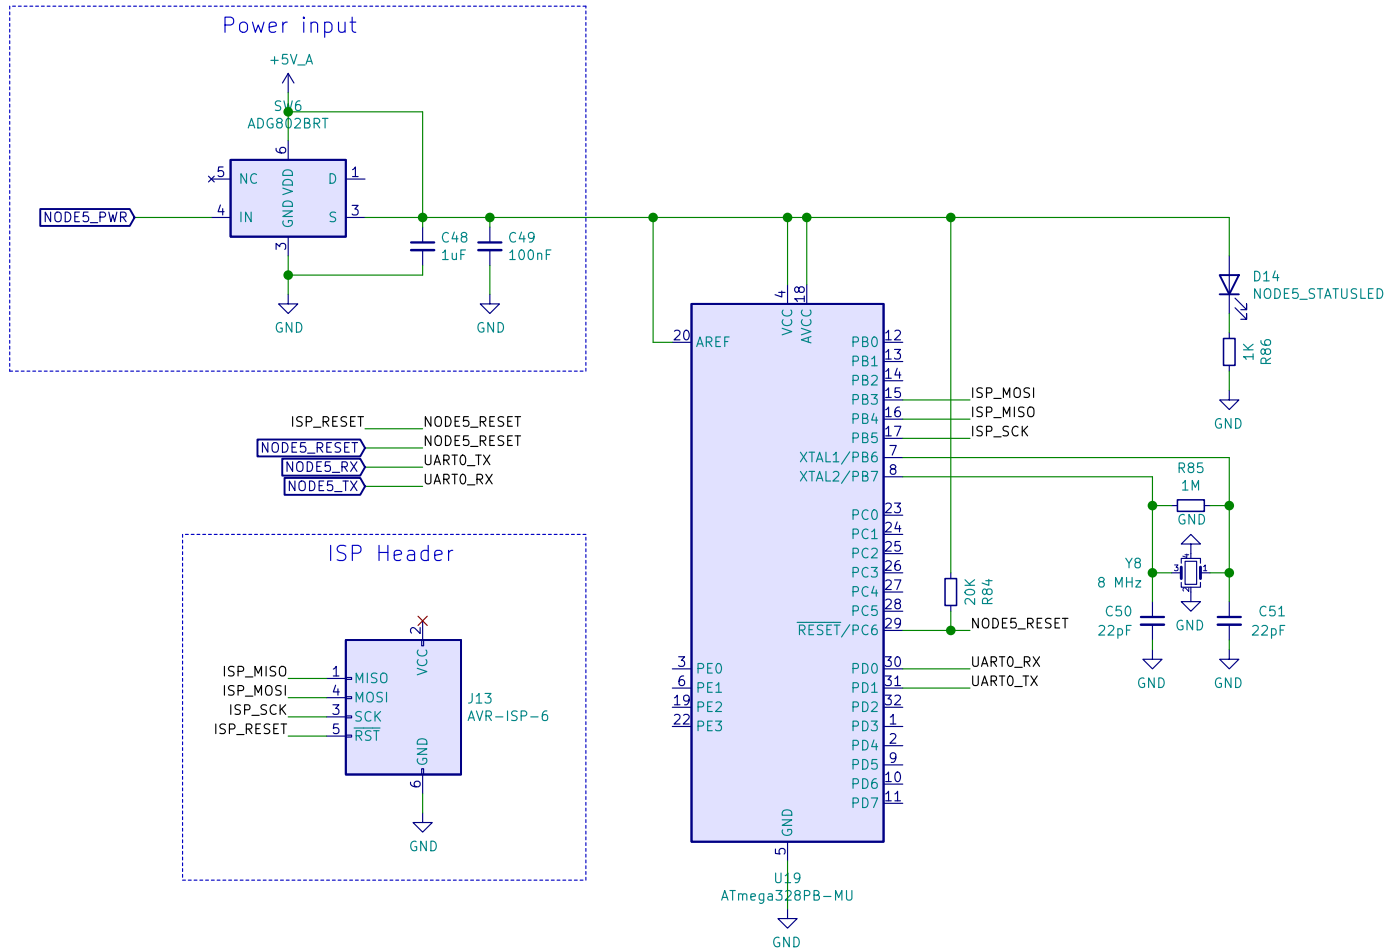 Power input
+5V_A
SW6
ADG802BRT
6
5
NC
VDD
D
1
NODE5_PWR
4
IN
GND
S
3
3
GND
C48
1uF
C49
100nF
GND
D14
NODE5_STATUSLED
1K
R86
GND
ISP_RESET
NODE5_RESET
NODE5_RESET
NODE5_RESET
NODE5_RX
UART0_TX
NODE5_TX
UART0_RX
4
VCC
18
AVCC
20
AREF
PB0
12
PB1
13
PB2
14
PB3
15
ISP_MOSI
PB4
16
ISP_MISO
PB5
17
ISP_SCK
XTAL1/PB6
7
XTAL2/PB7
8
PC0
23
PC1
24
PC2
25
PC3
26
PC4
27
PC5
28
RESET/PC6
29
NODE5_RESET
20K
R84
3
PE0
PD0
30
UART0_RX
6
PE1
PD1
31
UART0_TX
19
PE2
PD2
32
22
PE3
PD3
1
PD4
2
PD5
9
PD6
10
PD7
11
GND
5
U19
ATmega328PB-MU
GND
R85
1M
GND
4
Y8
8 MHz
3
1
2
GND
C50
22pF
GND
C51
22pF
GND
ISP Header
2
VCC
ISP_MISO
1
MISO
ISP_MOSI
4
MOSI
ISP_SCK
3
SCK
ISP_RESET
5
RST
J13
AVR-ISP-6
GND
6
GND